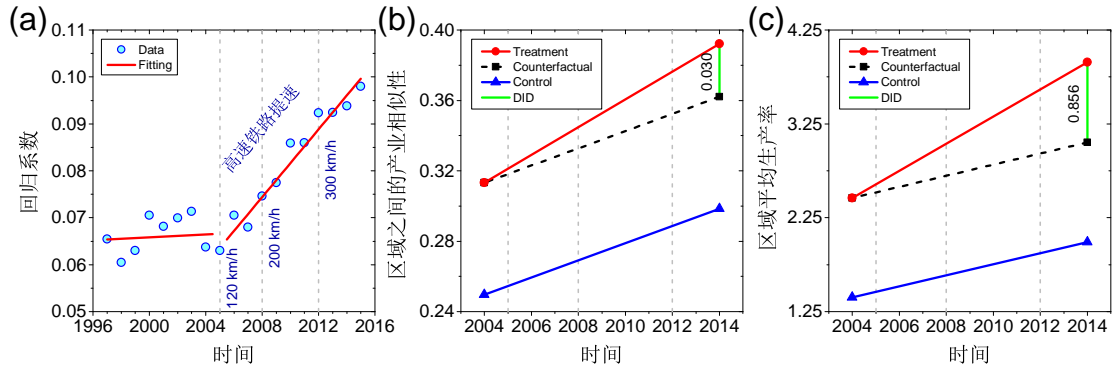 (a)
0.11
0.10
0.09
0.08
0.07
0.06
0.05
回归系数
Data
Fitting
高速铁路提速
120 km/h
200 km/h
300 km/h
1996 2000 2004 2008 2012 2016
时间
(b)
0.40
0.36
0.32
0.28
0.24
区域之间的产业相似性
Treatment
Counterfactual
Control
DID
0.030
2004 2006 2008 2010 2012 2014
时间
(c)
4.25
3.25
2.25
1.25
区域平均生产率
Treatment
Counterfactual
Control
DID
0.856
2004 2006 2008 2010 2012 2014
时间